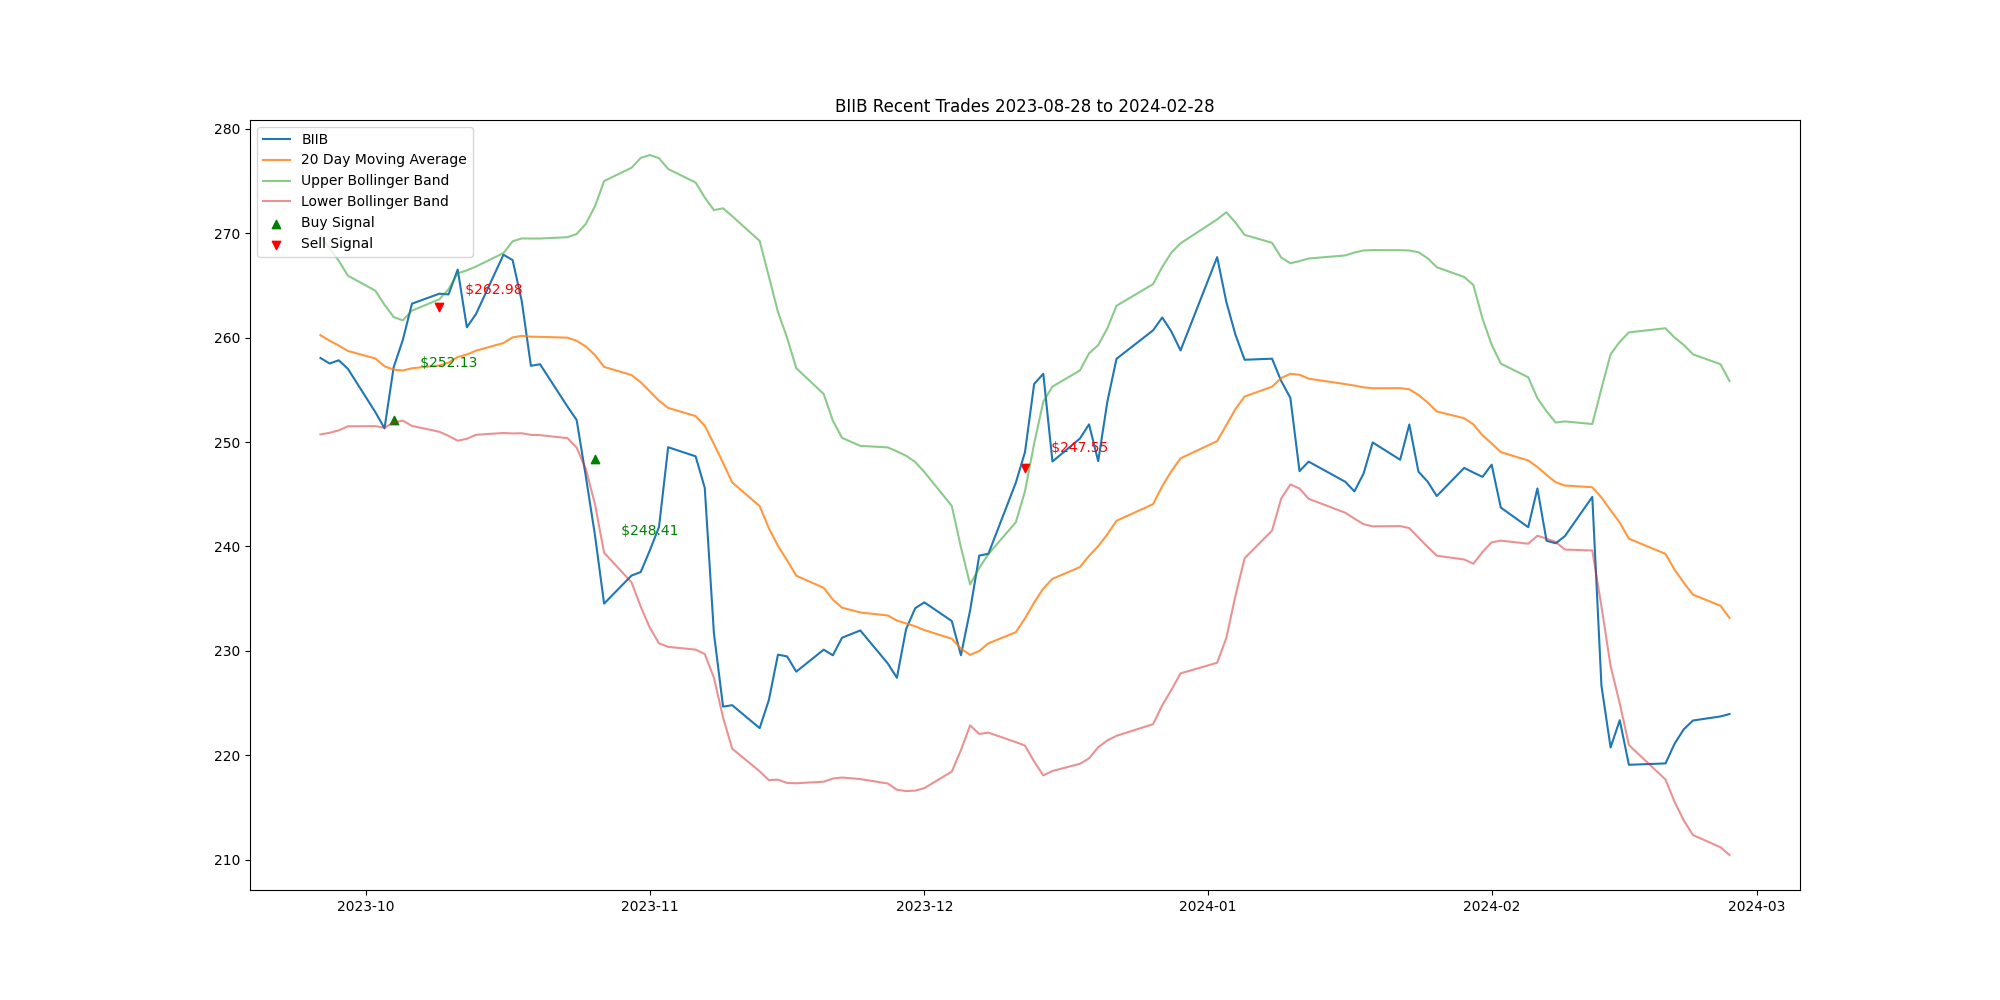 BIIB Recent Trades 2023-08-28 to 2024-02-28
280
270
260
250
240
230
220
210
BIIB
20 Day Moving Average
Upper Bollinger Band
Lower Bollinger Band
Buy Signal
Sell Signal
$262.98
$252.13
$248.41
$247.55
2023-10
2023-11
2023-12
2024-01
2024-02
2024-03